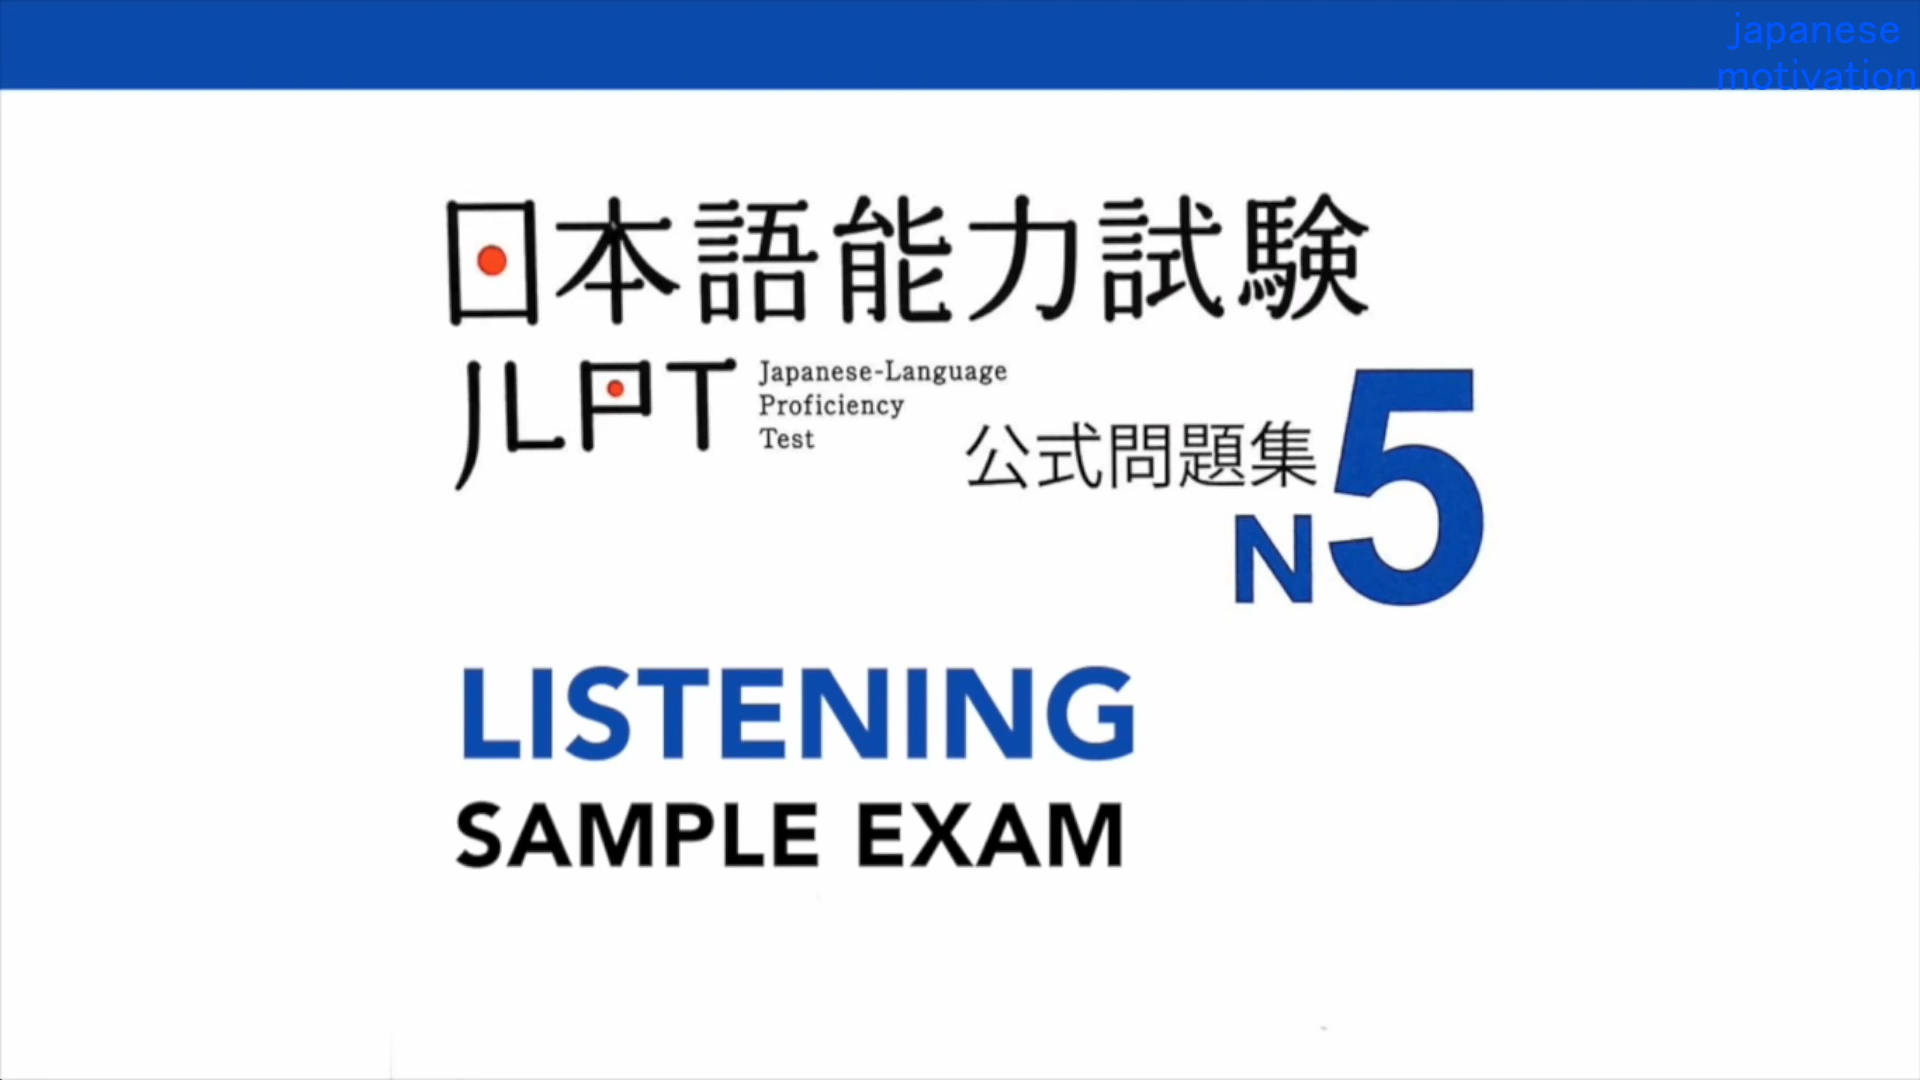 japanese
motivation
日本語能力試験
JLPT
Japanese-Language
Proficiency
Test
公式問題集
N5
LISTENING
SAMPLE EXAM